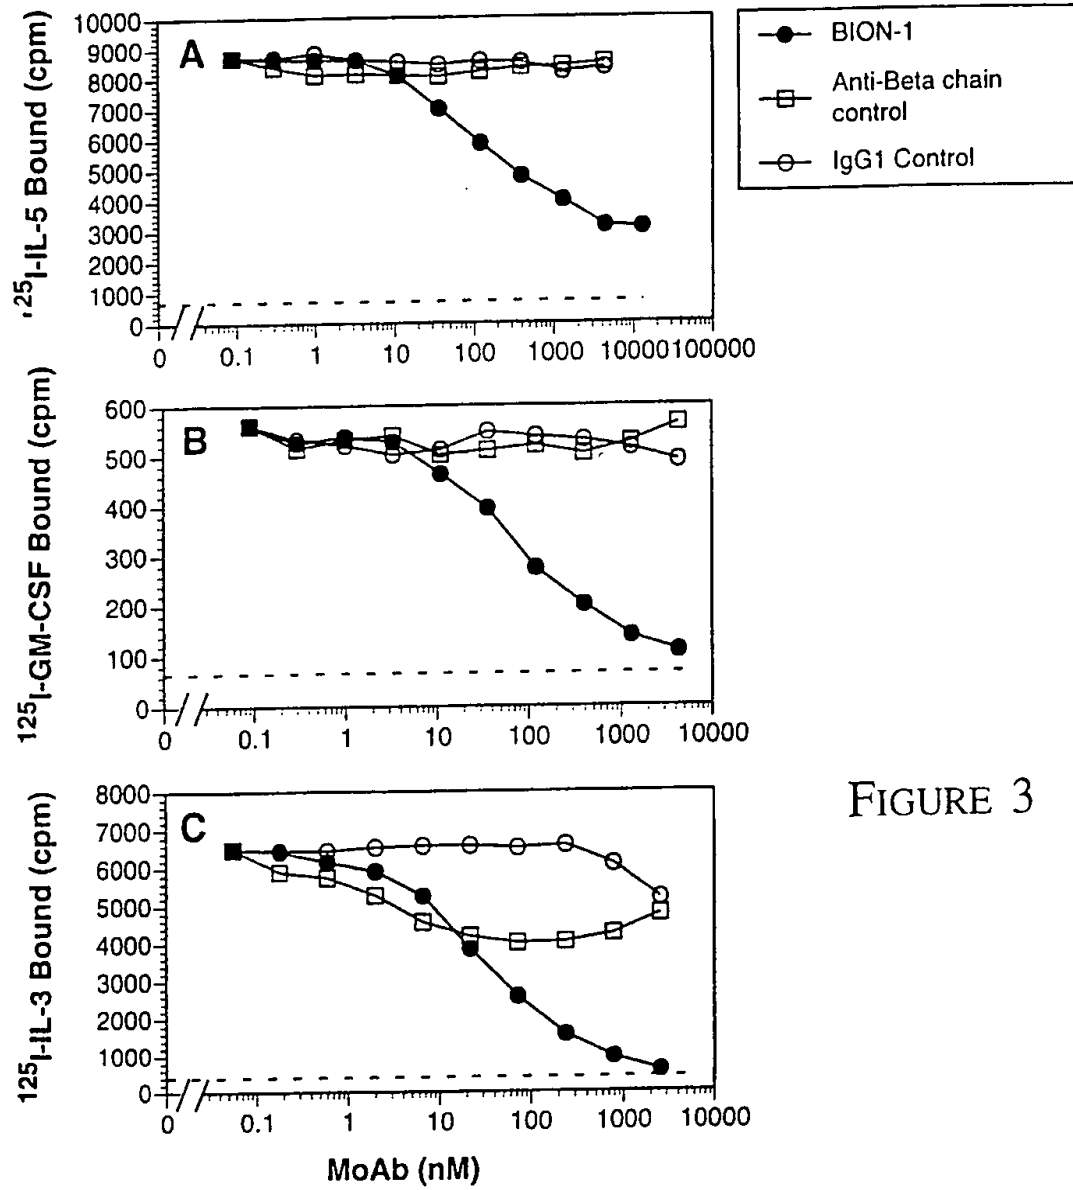 A
10000
9000
8000
7000
6000
5000
4000
3000
2000
1000
0
'25I-IL-5 Bound (cpm)
0 0.1 1 10 100 1000 10000 100000
BION-1
Anti-Beta chain
control
IgG1 Control
B
600
500
400
300
200
100
0
125I-GM-CSF Bound (cpm)
0 0.1 1 10 100 1000 10000
C
8000
7000
6000
5000
4000
3000
2000
1000
0
125I-IL-3 Bound (cpm)
0 0.1 1 10 100 1000 10000
MoAb (nM)
FIGURE 3